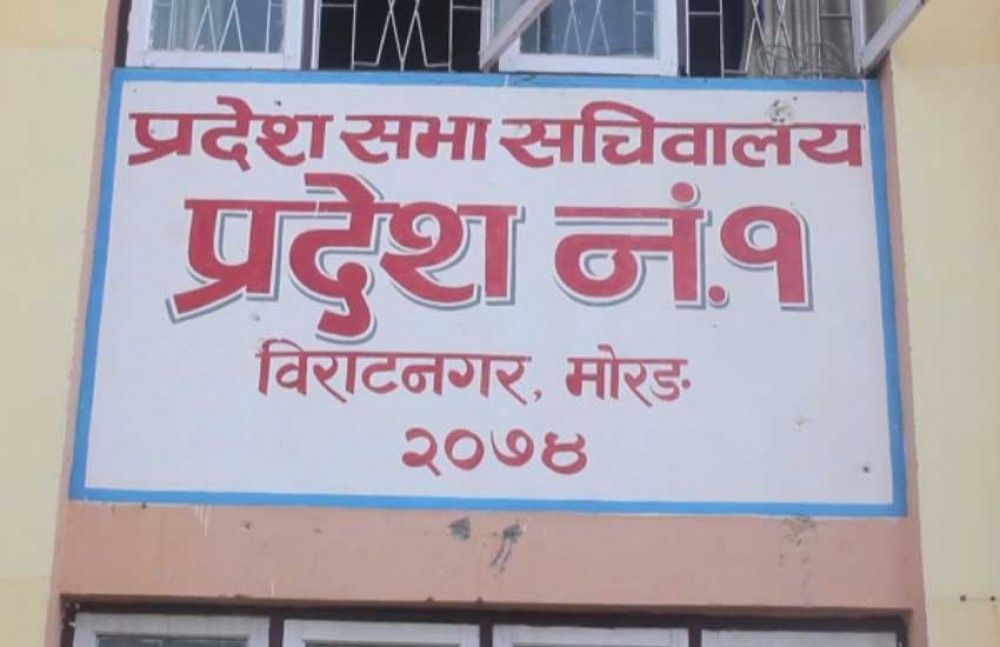 प्रदेश सभा सचिवालय
प्रदेश नं.१
विराटनगर, मोरङ
२०७४